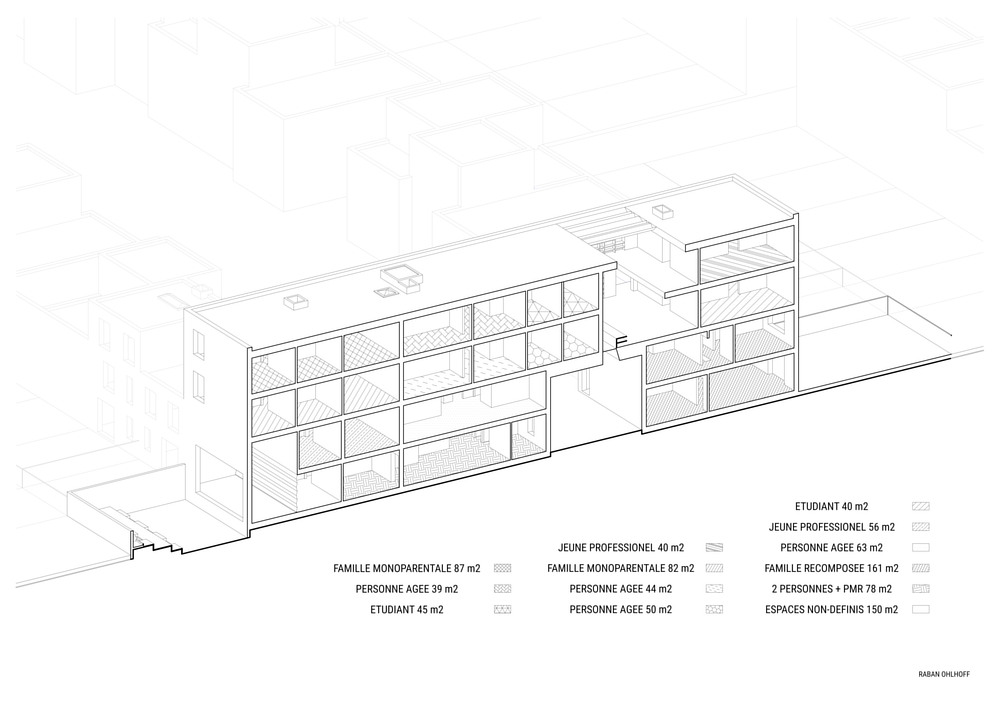 ETUDIANT 40 m2
JEUNE PROFESSIONEL 56 m2
JEUNE PROFESSIONEL 40 m2
PERSONNE AGEE 63 m2
FAMILLE MONOPARENTALE 87 m2
FAMILLE MONOPARENTALE 82 m2
FAMILLE RECOMPOSEE 161 m2
PERSONNE AGEE 39 m2
PERSONNE AGEE 44 m2
2 PERSONNES + PMR 78 m2
ETUDIANT 45 m2
PERSONNE AGEE 50 m2
ESPACES NON-DEFINIS 150 m2
RABAN OHLHOFF